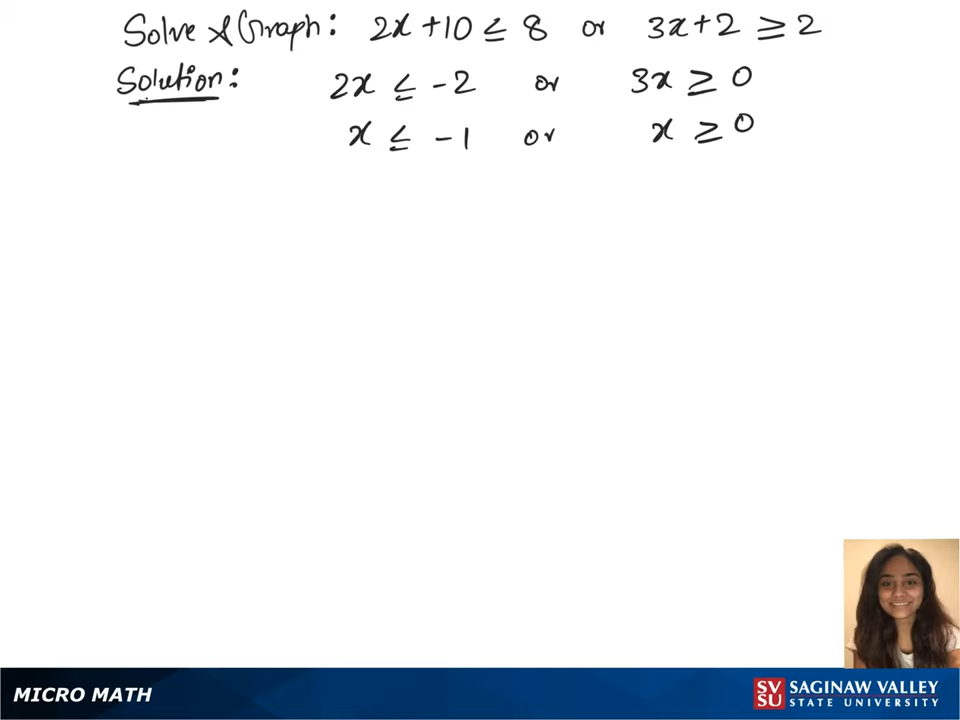 Solve & Graph: 2x + 10 ≤ 8 or 3x + 2 ≥ 2
Solution: 2x ≤ -2 or 3x ≥ 0
x ≤ -1 or x ≥ 0
MICRO MATH
SV SU SAGINAW VALLEY
STATE UNIVERSITY